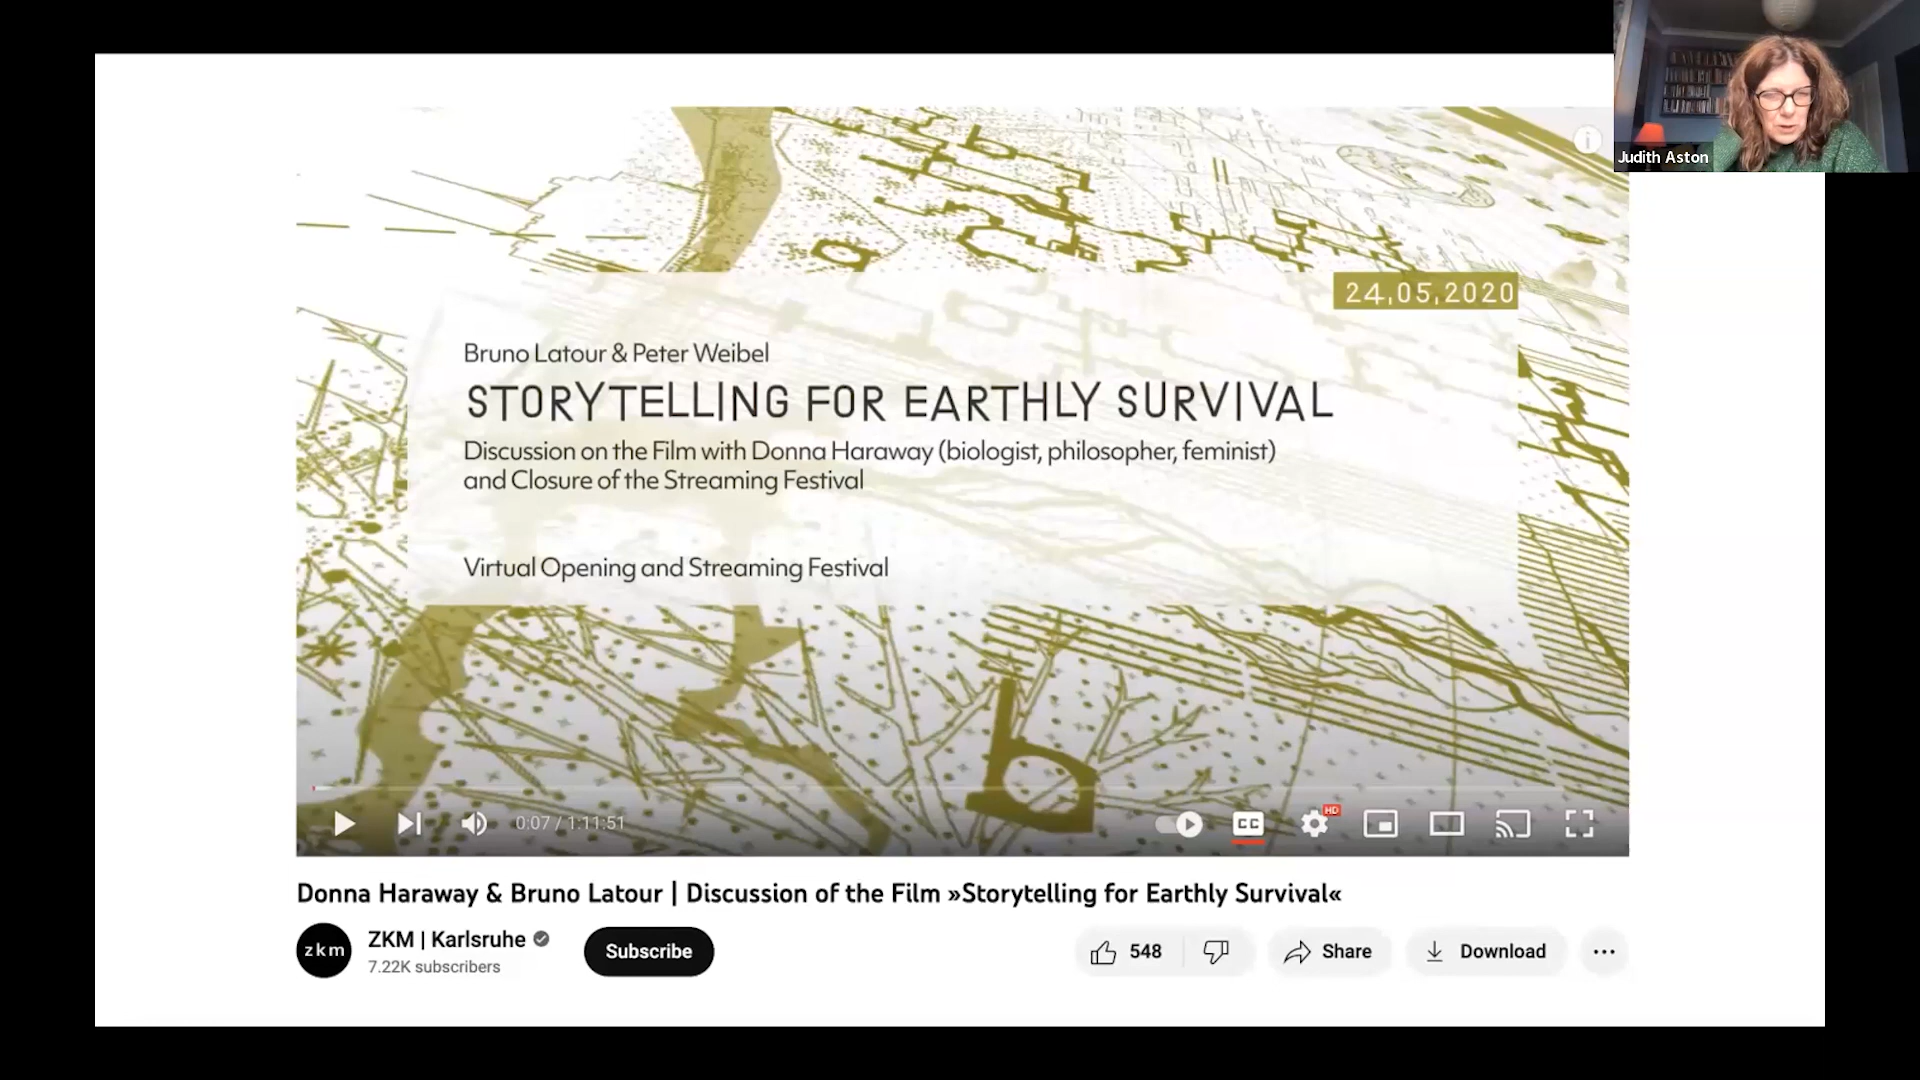 Judith Aston
24.05.2020
Bruno Latour & Peter Weibel
STORYTELLING FOR EARTHLY SURVIVAL
Discussion on the Film with Donna Haraway (biologist, philosopher, feminist)
and Closure of the Streaming Festival
Virtual Opening and Streaming Festival
0:07 / 1:11:51
CC
HD
Donna Haraway & Bruno Latour | Discussion of the Film »Storytelling for Earthly Survival«
zkm
ZKM | Karlsruhe
7.22K subscribers
Subscribe
548
Share
Download